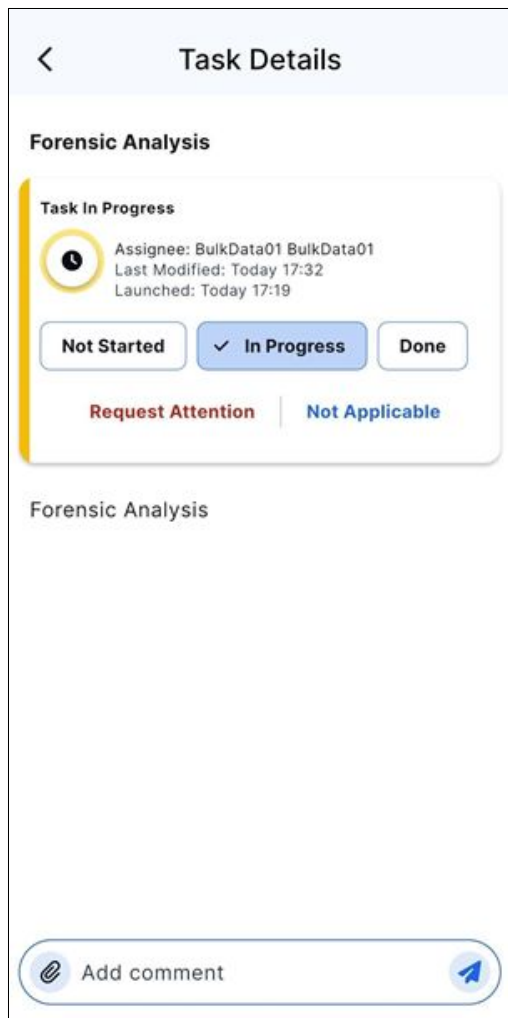 Task Details
Forensic Analysis
Task In Progress
Assignee: BulkData01 BulkData01
Last Modified: Today 17:32
Launched: Today 17:19
Not Started
In Progress
Done
Request Attention
Not Applicable
Forensic Analysis
Add comment